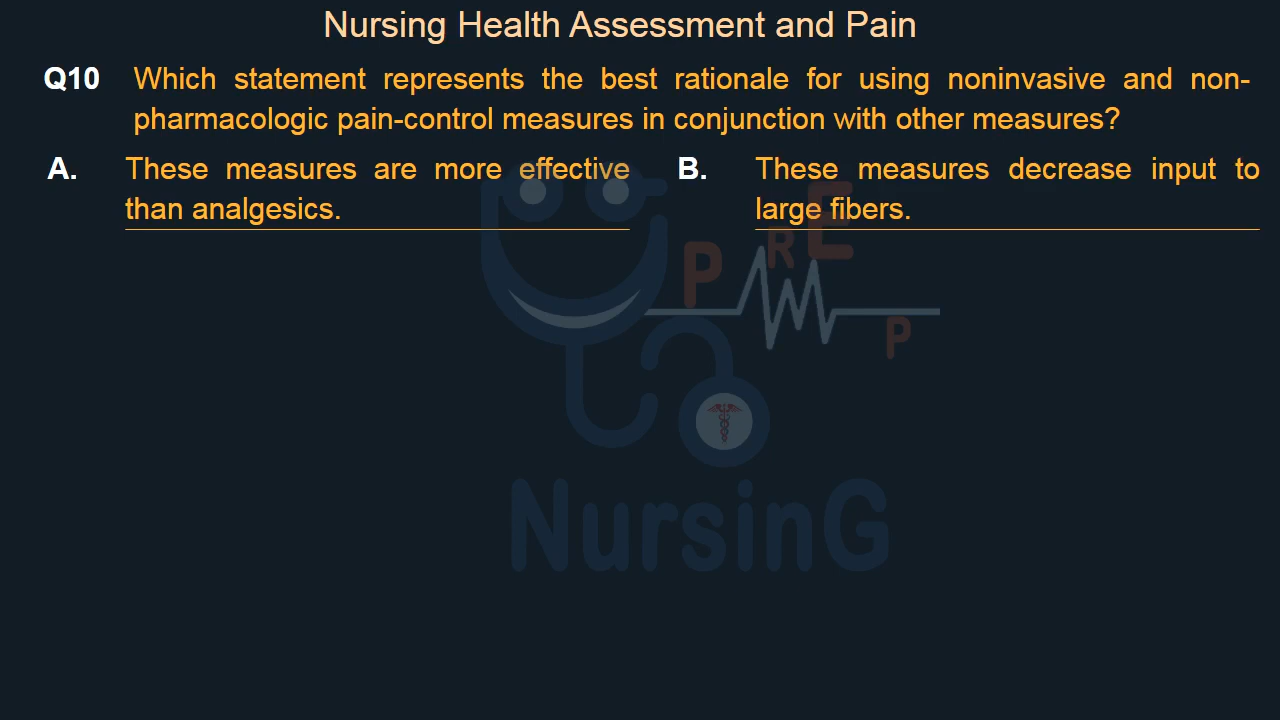 Nursing Health Assessment and Pain
Q10 Which statement represents the best rationale for using noninvasive and non-
pharmacologic pain-control measures in conjunction with other measures?
A. These measures are more effective
than analgesics.
B. These measures decrease input to
large fibers.
PREP
NursinG